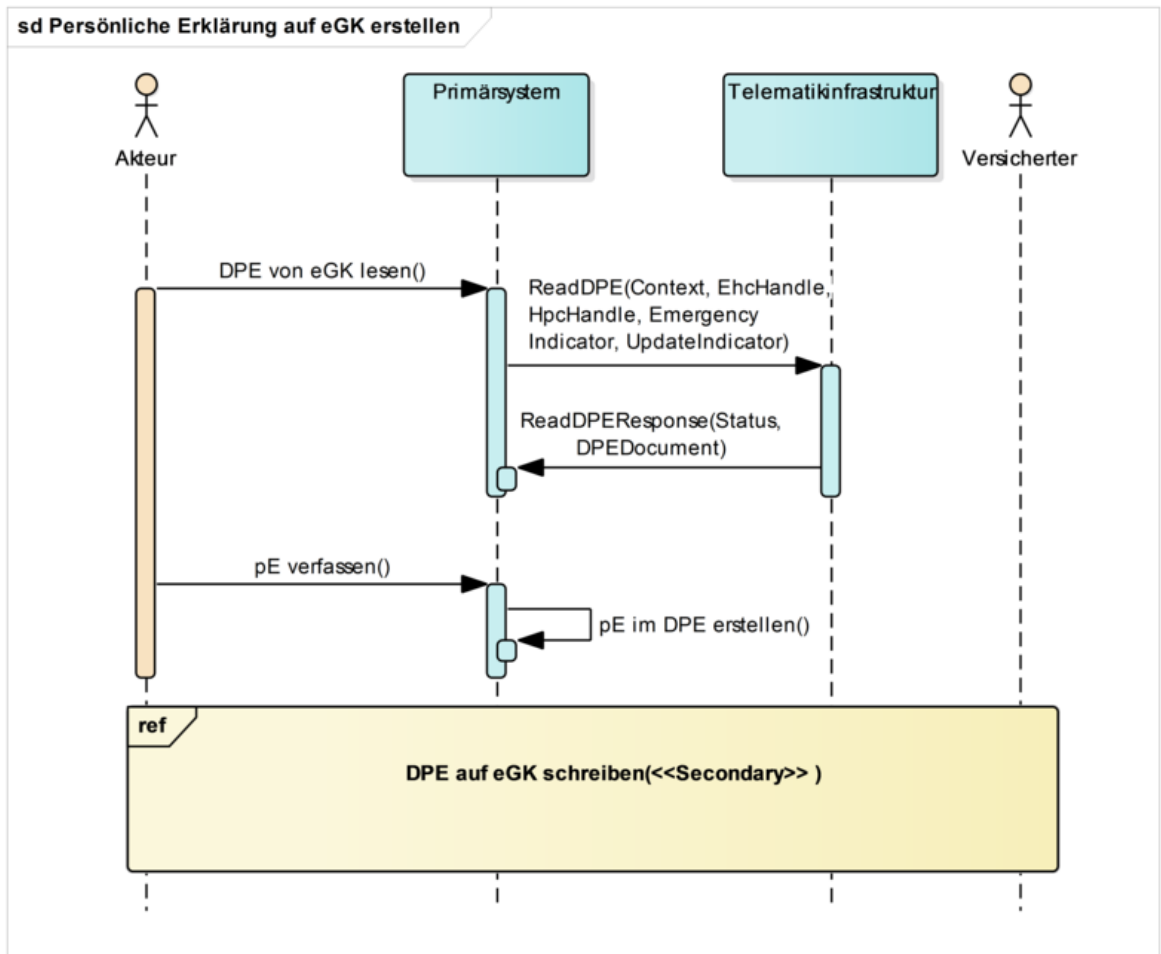 sd Persönliche Erklärung auf eGK erstellen
Primärsystem
Telematikinfrastruktur
Akteur
Versicherter
DPE von eGK lesen()
ReadDPE(Context, EhcHandle,
HpcHandle, Emergency
Indicator, UpdateIndicator)
ReadDPEResponse(Status,
DPEDocument)
pE verfassen()
pE im DPE erstellen()
ref
DPE auf eGK schreiben(<<Secondary>> )